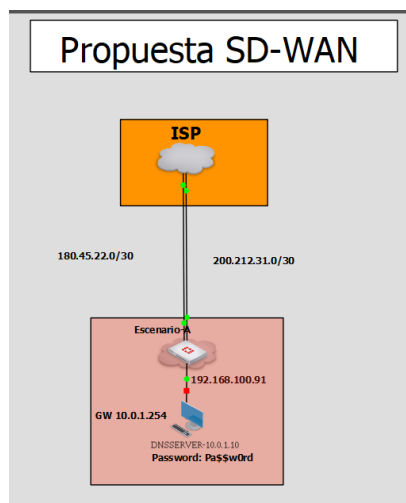 Propuesta SD-WAN
ISP
180.45.22.0/30
200.212.31.0/30
Escenario-A
192.168.100.91
GW 10.0.1.254
DNSSERVER-10.0.1.10
Password: Pa$$w0rd